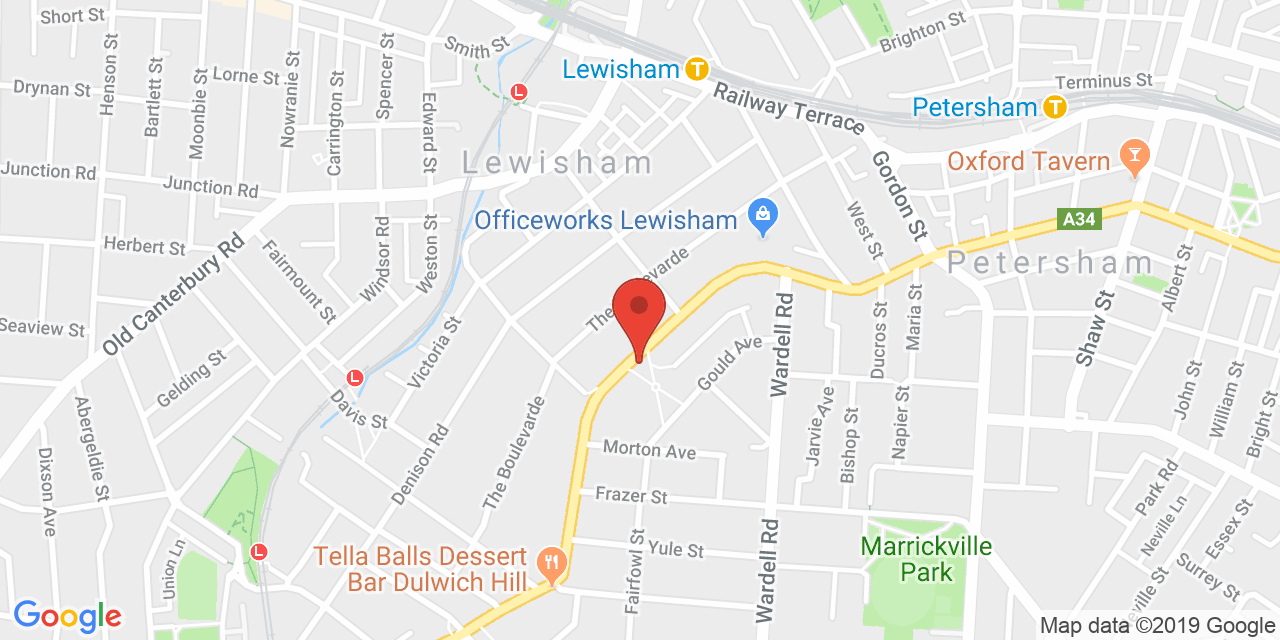 Short St
Smith St
Brighton St
Lewisham T
Henson St
Drynan St
Lorne St
Bartlett St
Moonbie St
Nowranie St
Carrington St
Spencer St
Edward St
L
Railway Terrace
Terminus St
Petersham T
Lewisham
Oxford Tavern
Gordon St
Junction Rd
Junction Rd
Officeworks Lewisham
West St
A34
Herbert St
Old Canterbury Rd
Fairmount St
Windsor Rd
Weston St
Petersham
Albert St
Seaview St
Gelding St
Victoria St
Wardell Rd
Ducros St
Maria St
Shaw St
Gould Ave
L
Davis St
Abergeldie St
Dixson Ave
Denison Rd
The Boulevarde
Morton Ave
Jarvie Ave
Bishop St
Napier St
John St
William St
Bright St
Frazer St
Park Rd
Neville Ln
Essex St
Surrey St
Union Ln
L
Tella Balls Dessert
Bar Dulwich Hill
Fairfowl St
Yule St
Wardell Rd
Marrickville
Park
Google
Map data ©2019 Google